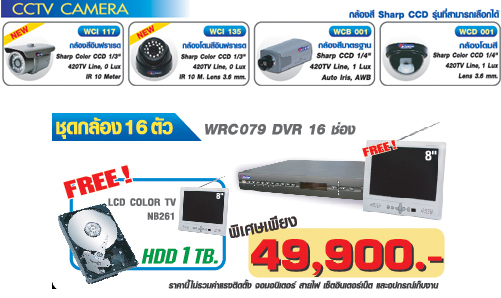 CCTV CAMERA
กล้องสี Sharp CCD รุ่นที่สามารถเลือกได้
NEW
WCI 117
กล้องสีอินฟราเรด
Sharp Color CCD 1/3"
420TV Line, 0 Lux
IR 10 Meter
NEW
WCI 135
กล้องโดมสีอินฟราเรด
Sharp Color CCD 1/3"
420TV Line, 0 Lux
IR 10 M. Lens 3.6 mm.
WCB 001
กล้องสีมาตรฐาน
Sharp Color CCD 1/4"
420TV Line, 1 Lux
Auto Iris, AWB
WCD 001
กล้องโดมสี
Sharp Color CCD 1/4"
420TV Line, 1 Lux
Lens 3.6 mm.
ชุดกล้อง 16 ตัว
WRC079 DVR 16 ช่อง
FREE !
8"
FREE !
LCD COLOR TV
NB261
8"
HDD 1 TB.
พิเศษเพียง
49,900.-
ราคานี้ไม่รวมค่าแรงติดตั้ง จอมอนิเตอร์ สายไฟ เซ็ตอินเตอร์เน็ต และอุปกรณ์เก็บงาน